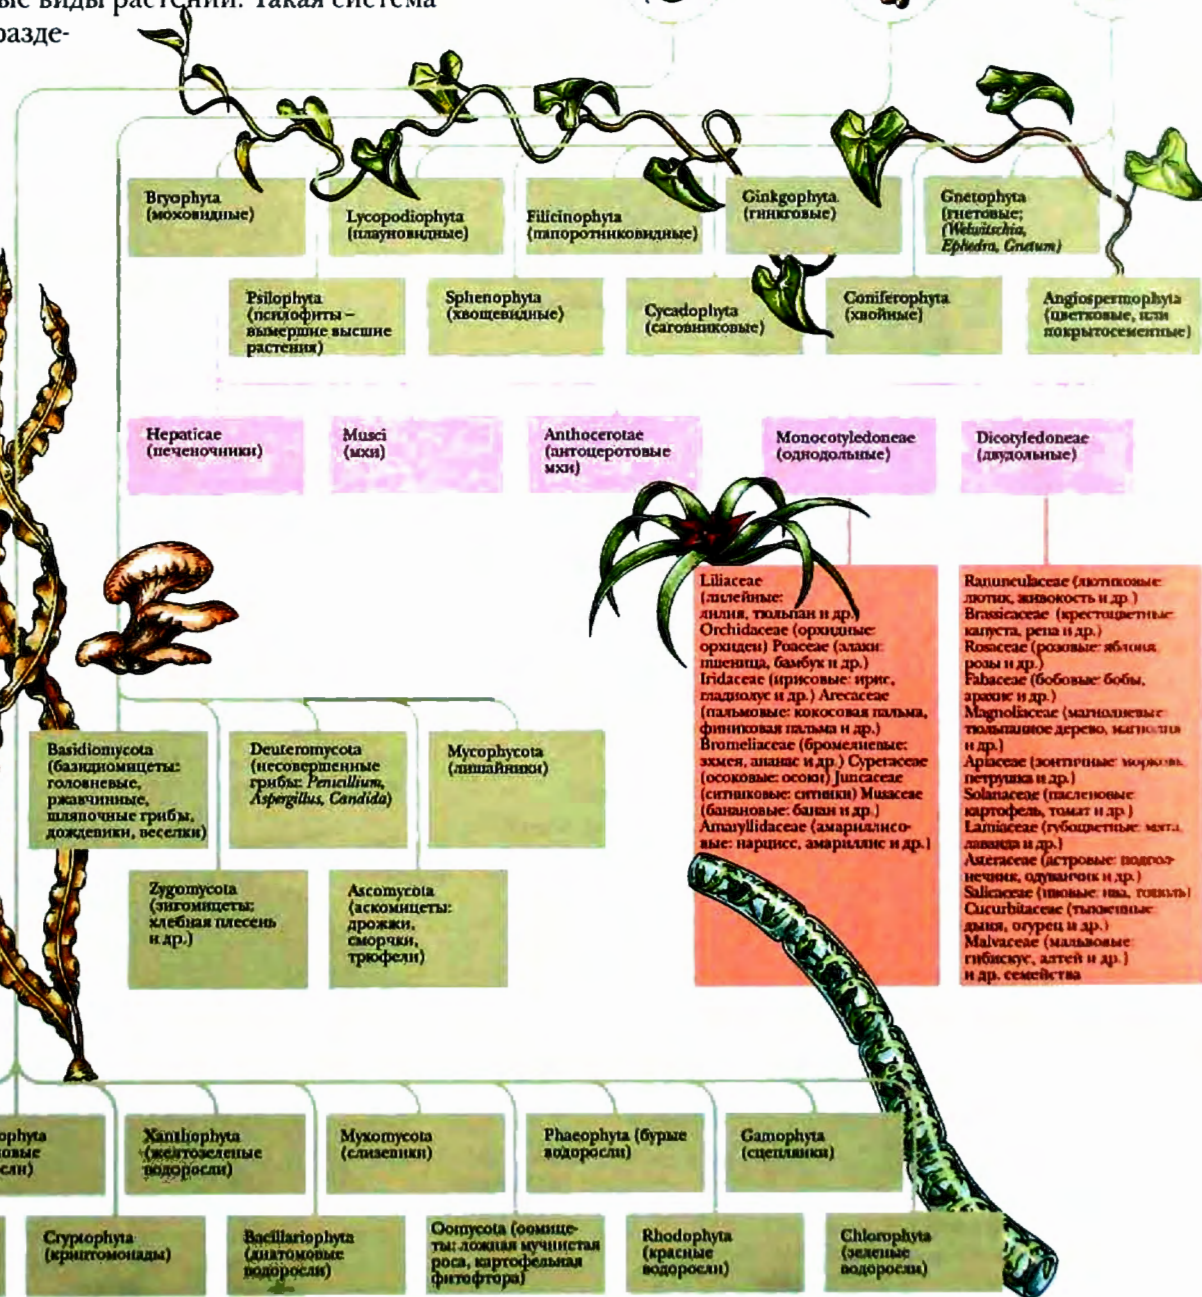 виды растений. Такая система
разде-
Bryophyta
(моховидные)
Lycopodiophyta
(плауновидные)
Filicinophyta
(папоротниковидные)
Ginkgophyta
(гинкговые)
Gnetophyta
(гнетовые;
(Welwitschia,
Ephedra, Gnetum)
Psilophyta
(псилофиты –
вымершие высшие
растения)
Sphenophyta
(хвощевидные)
Cycadophyta
(саговниковые)
Coniferophyta
(хвойные)
Angiospermophyta
(цветковые, или
покрытосеменные)
Hepaticae
(печеночники)
Musci
(мхи)
Anthocerotae
(антоцеротовые
мхи)
Monocotyledoneae
(однодольные)
Dicotyledoneae
(двудольные)
Liliaceae
(лилейные:
лилия, тюльпан и др.)
Orchidaceae (орхидные:
орхидеи) Poaceae (злаки:
пшеница, бамбук и др.)
Iridaceae (ирисовые: ирис,
гладиолус и др.) Arecaceae
(пальмовые: кокосовая пальма,
финиковая пальма и др.)
Bromeliaceae (бромелиевые:
эхмея, ананас и др.) Cyperaceae
(осоковые: осоки) Juncaceae
(ситниковые: ситники) Musaceae
(банановые: банан и др.)
Amaryllidaceae (амариллисо-
вые: нарцисс, амариллис и др.)
Ranunculaceae (лютиковые:
лютик, живокость и др.)
Brassicaceae (крестоцветные:
капуста, репа и др.)
Rosaceae (розовые: яблоня,
розы и др.)
Fabaceae (бобовые: бобы,
арахис и др.)
Magnoliaceae (магнолиевые:
тюльпанное дерево, магнолия
и др.)
Apiaceae (зонтичные: морковь,
петрушка и др.)
Solanaceae (пасленовые:
картофель, томат и др.)
Lamiaceae (губоцветные: мята,
лаванда и др.)
Asteraceae (астровые: подсол-
нечник, одуванчик и др.)
Salicaceae (ивовые: ива, тополь)
Cucurbitaceae (тыквенные:
дыня, огурец и др.)
Malvaceae (мальвовые:
гибискус, алтей и др.)
и др. семейства
Basidiomycota
(базидиомицеты:
головневые,
ржавчинные,
шляпочные грибы,
дождевики, веселки)
Deuteromycota
(несовершенные
грибы: Penicillium,
Aspergillus, Candida)
Mycophycota
(лишайники)
Zygomycota
(зигомицеты:
хлебная плесень
и др.)
Ascomycota
(аскомицеты:
дрожжи,
сморчки,
трюфели)
Xanthophyta
(желтозеленые
водоросли)
Myxomycota
(слизевики)
Phaeophyta (бурые
водоросли)
Gamophyta
(сцеплянки)
Cryptophyta
(криптомонады)
Bacillariophyta
(диатомовые
водоросли)
Oomycota (оомице-
ты: ложная мучнистая
роса, картофельная
фитофтора)
Rhodophyta
(красные
водоросли)
Chlorophyta
(зеленые
водоросли)